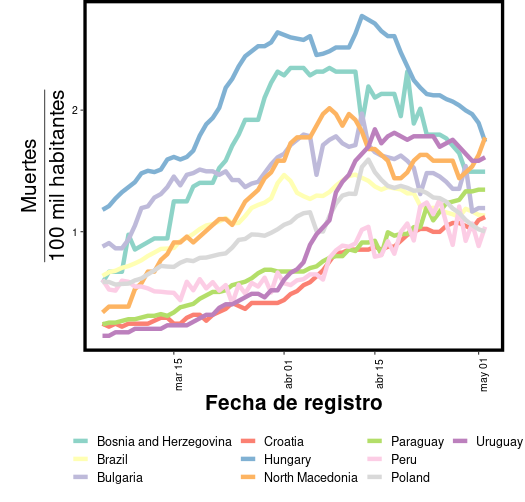 Muertes
100 mil habitantes
2
1
mar 15
abr 01
abr 15
may 01
Fecha de registro
Bosnia and Herzegovina
Croatia
Paraguay
Uruguay
Brazil
Hungary
Peru
Bulgaria
North Macedonia
Poland